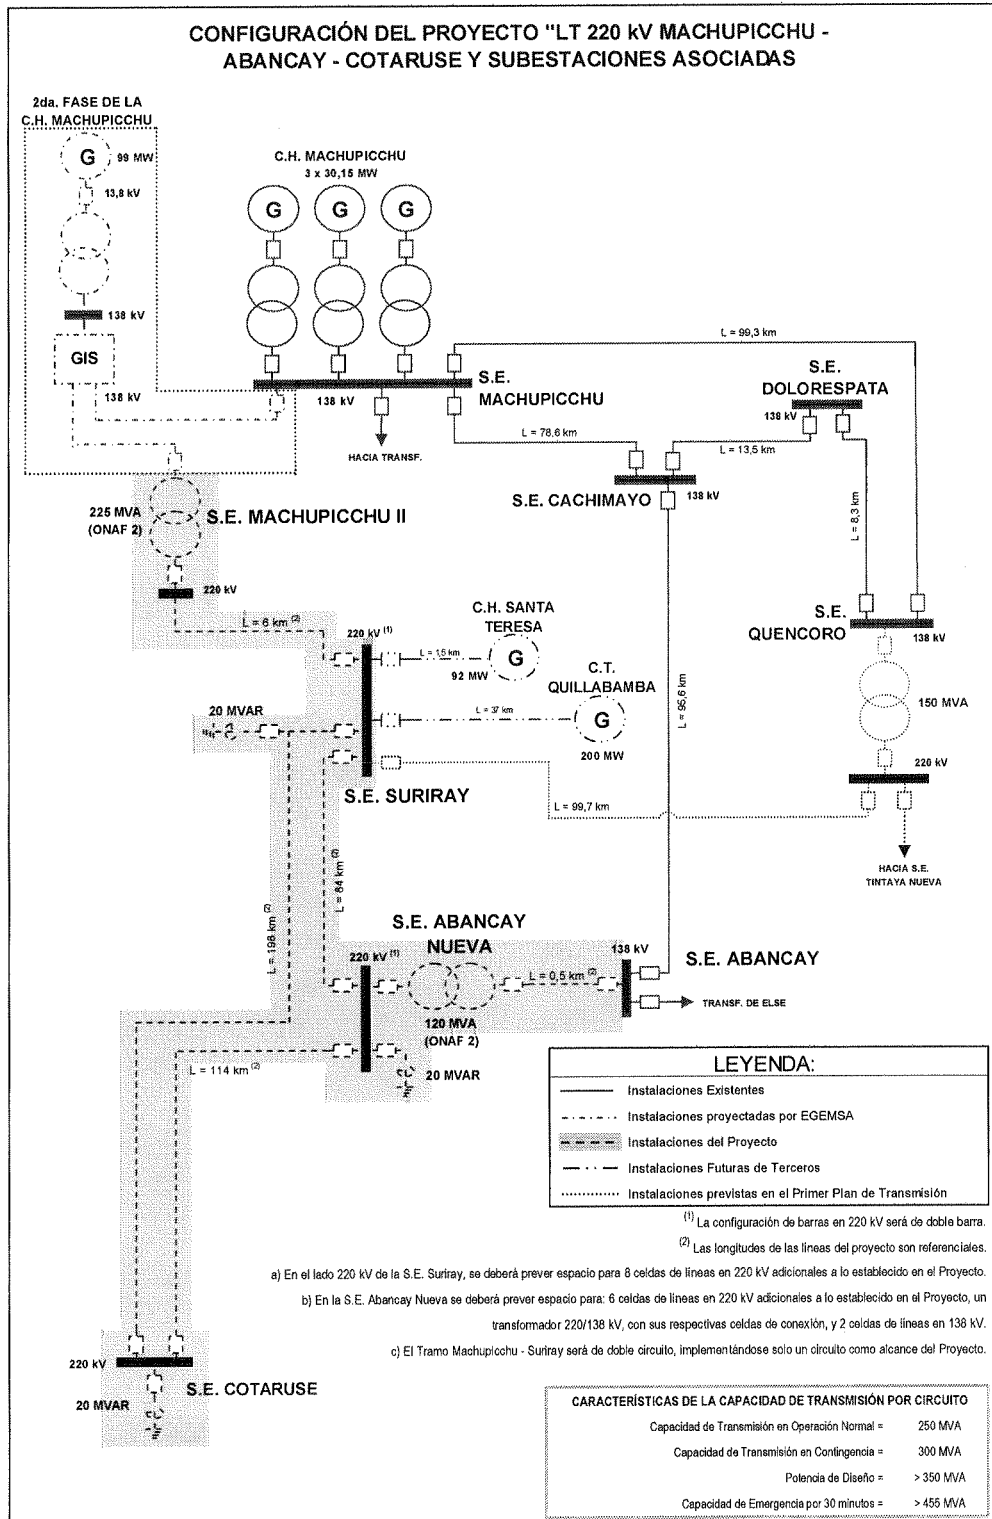 CONFIGURACIÓN DEL PROYECTO "LT 220 kV MACHUPICCHU -
ABANCAY - COTARUSE Y SUBESTACIONES ASOCIADAS
2da. FASE DE LA
C.H. MACHUPICCHU
G
99 MW
13,8 kV
138 kV
GIS
138 kV
C.H. MACHUPICCHU
3 x 30,15 MW
G
G
G
138 kV
S.E.
MACHUPICCHU
HACIA TRANSF.
L = 99,3 km
S.E.
DOLORESPATA
138 kV
L = 78,6 km
L = 13,5 km
S.E. CACHIMAYO
138 kV
L = 8,3 km
225 MVA
(ONAF 2)
S.E. MACHUPICCHU II
220 kV
L = 6 km (2)
220 kV (1)
C.H. SANTA
TERESA
L = 1,5 km
G
92 MW
C.T.
QUILLABAMBA
L = 37 km
G
200 MW
S.E.
QUENCORO
138 kV
150 MVA
220 kV
L = 95,6 km
20 MVAR
S.E. SURIRAY
L = 99,7 km
HACIA S.E.
TINTAYA NUEVA
L = 64 km (2)
L = 198 km (2)
S.E. ABANCAY
NUEVA
220 kV (1)
138 kV
S.E. ABANCAY
L = 0,5 km (2)
TRANSF. DE ELSE
120 MVA
(ONAF 2)
20 MVAR
L = 114 km (2)
LEYENDA:
Instalaciones Existentes
Instalaciones proyectadas por EGEMSA
Instalaciones del Proyecto
Instalaciones Futuras de Terceros
Instalaciones previstas en el Primer Plan de Transmisión
(1) La configuración de barras en 220 kV será de doble barra.
(2) Las longitudes de las líneas del proyecto son referenciales.
a) En el lado 220 kV de la S.E. Suriray, se deberá prever espacio para 8 celdas de líneas en 220 kV adicionales a lo establecido en el Proyecto.
b) En la S.E. Abancay Nueva se deberá prever espacio para: 6 celdas de líneas en 220 kV adicionales a lo establecido en el Proyecto, un
transformador 220/138 kV, con sus respectivas celdas de conexión, y 2 celdas de líneas en 138 kV.
c) El Tramo Machupicchu - Suriray será de doble circuito, implementándose solo un circuito como alcance del Proyecto.
220 kV
S.E. COTARUSE
20 MVAR
CARACTERÍSTICAS DE LA CAPACIDAD DE TRANSMISIÓN POR CIRCUITO
Capacidad de Transmisión en Operación Normal = 250 MVA
Capacidad de Transmisión en Contingencia = 300 MVA
Potencia de Diseño = > 350 MVA
Capacidad de Emergencia por 30 minutos = > 455 MVA